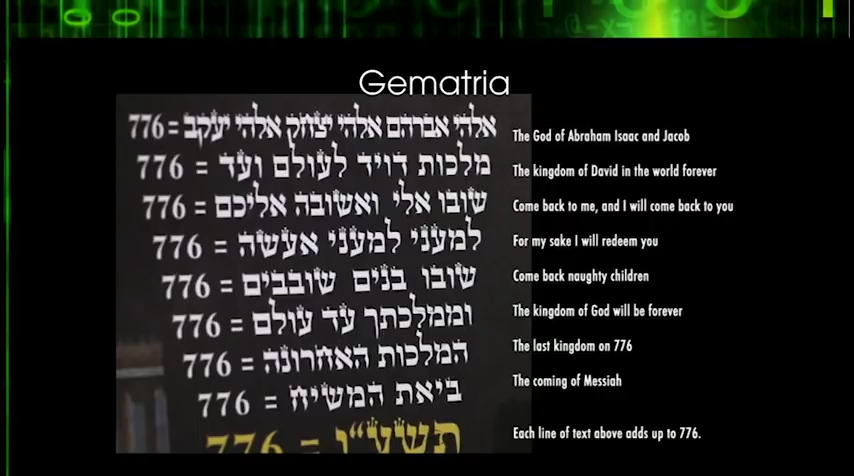 Gematria
אלהי אברהם אלהי יצחק אלהי יעקב =776
מלכות דויד לעולם ועד = 776
שובו אלי ואשובה אליכם = 776
למעני למעני אעשה = 776
שובו בנים שובבים = 776
וממלכתך עד עולם = 776
המלכות האחרונה = 776
ביאת המשיח = 776
תשע"ו = 776
The God of Abraham Isaac and Jacob
The kingdom of David in the world forever
Come back to me, and I will come back to you
For my sake I will redeem you
Come back naughty children
The kingdom of God will be forever
The last kingdom on 776
The coming of Messiah
Each line of text above adds up to 776.